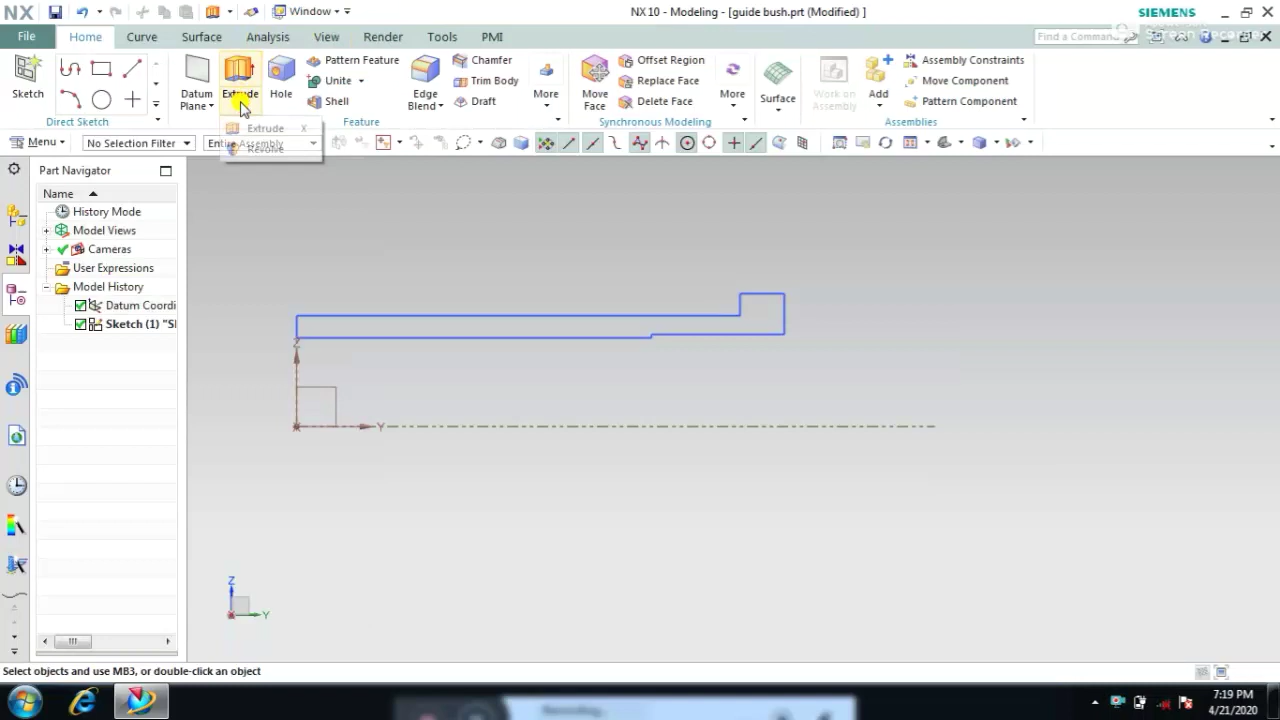 NX
Window
NX 10 - Modeling - [guide bush.prt (Modified) ]
SIEMENS
File
Home
Curve
Surface
Analysis
View
Render
Tools
PMI
Find a Command
Screen Recorder
Sketch
Direct Sketch
Datum
Plane
Extrude
Hole
Pattern Feature
Unite
Shell
Edge
Blend
Chamfer
Trim Body
Draft
More
Feature
Move
Face
Offset Region
Replace Face
Delete Face
More
Synchronous Modeling
Surface
Work on
Assembly
Add
Assembly Constraints
Move Component
Pattern Component
Assemblies
Extrude X
Revolve
Menu
No Selection Filter
Entire Assembly
Part Navigator
Name
History Mode
Model Views
Cameras
User Expressions
Model History
Datum Coordi
Sketch (1) "Sl
Z
Y
X
Z
Y
X
Select objects and use MB3, or double-click an object
Recording...
7:19 PM
4/21/2020